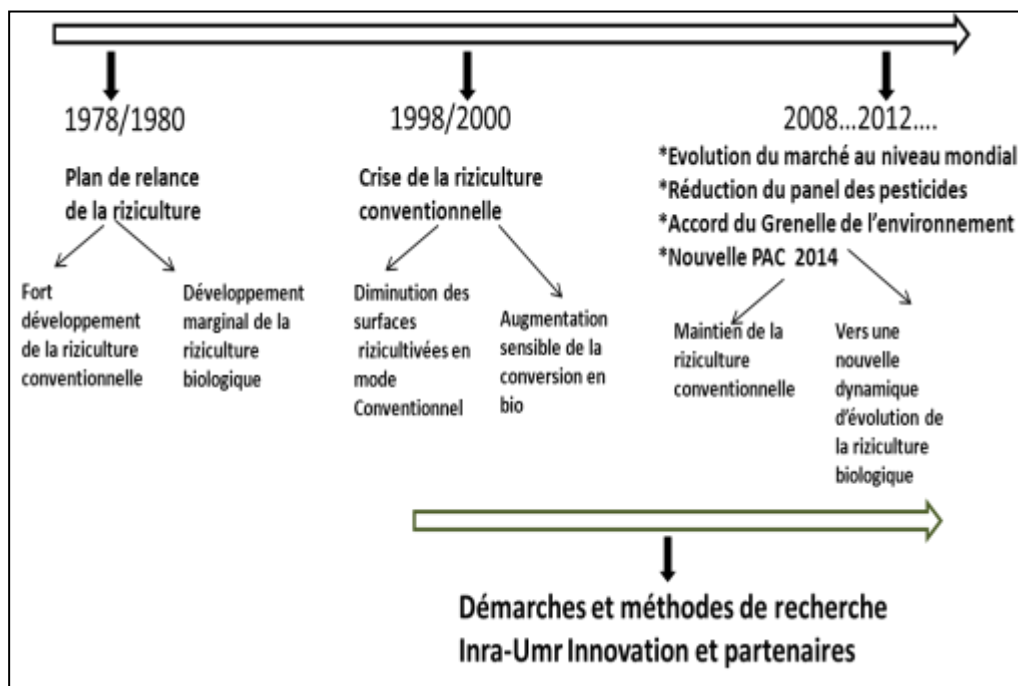 1978/1980
Plan de relance
de la riziculture
Fort
développement
de la riziculture
conventionnelle
Développement
marginal de la
riziculture
biologique
1998/2000
Crise de la riziculture
conventionnelle
Diminution des
surfaces
rizicultivées en
mode
Conventionnel
Augmentation
sensible de la
conversion en
bio
2008...2012....
*Evolution du marché au niveau mondial
*Réduction du panel des pesticides
*Accord du Grenelle de l'environnement
*Nouvelle PAC 2014
Maintien de la
riziculture
conventionnelle
Vers une
nouvelle
dynamique
d'évolution de
la riziculture
biologique
Démarches et méthodes de recherche
Inra-Umr Innovation et partenaires